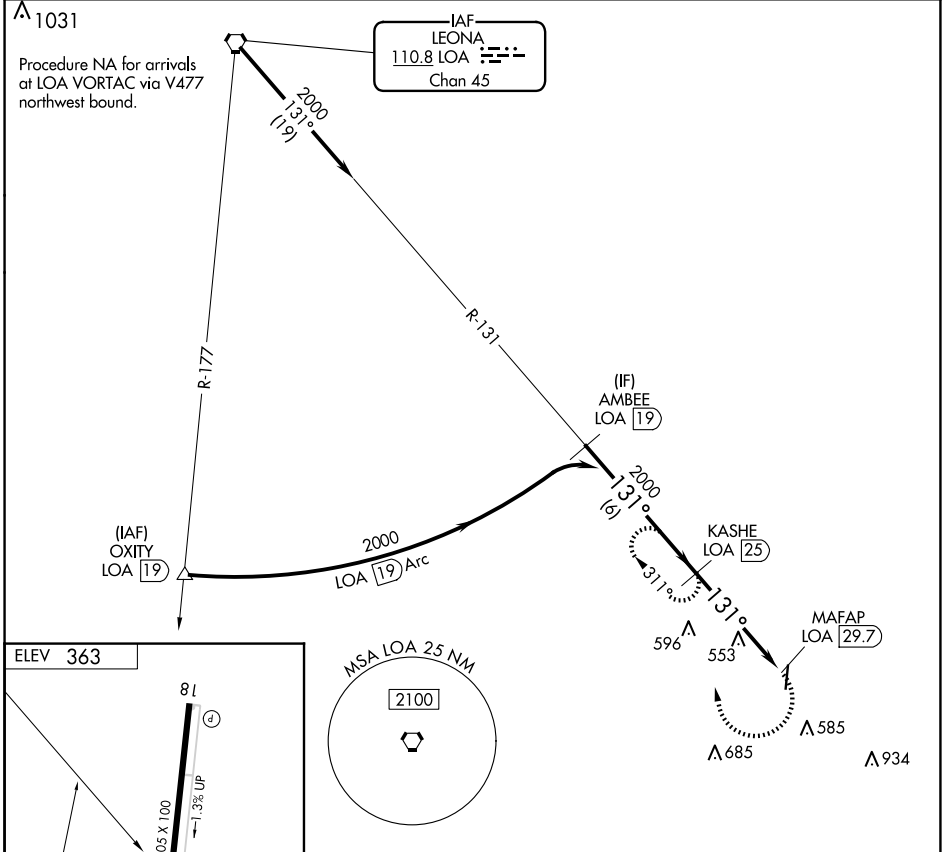 1031
Procedure NA for arrivals
at LOA VORTAC via V477
northwest bound.
IAF
LEONA
110.8 LOA
Chan 45
2000
131°
(19)
R-177
R-131
(IF)
AMBEE
LOA 19
2000
131°
(6)
(IAF)
OXITY
LOA 19
2000
LOA 19 Arc
KASHE
LOA 25
311°
131°
MAFAP
LOA 29.7
596
553
585
685
934
ELEV 363
18
P
1.3% UP
05 X 100
MSA LOA 25 NM
2100